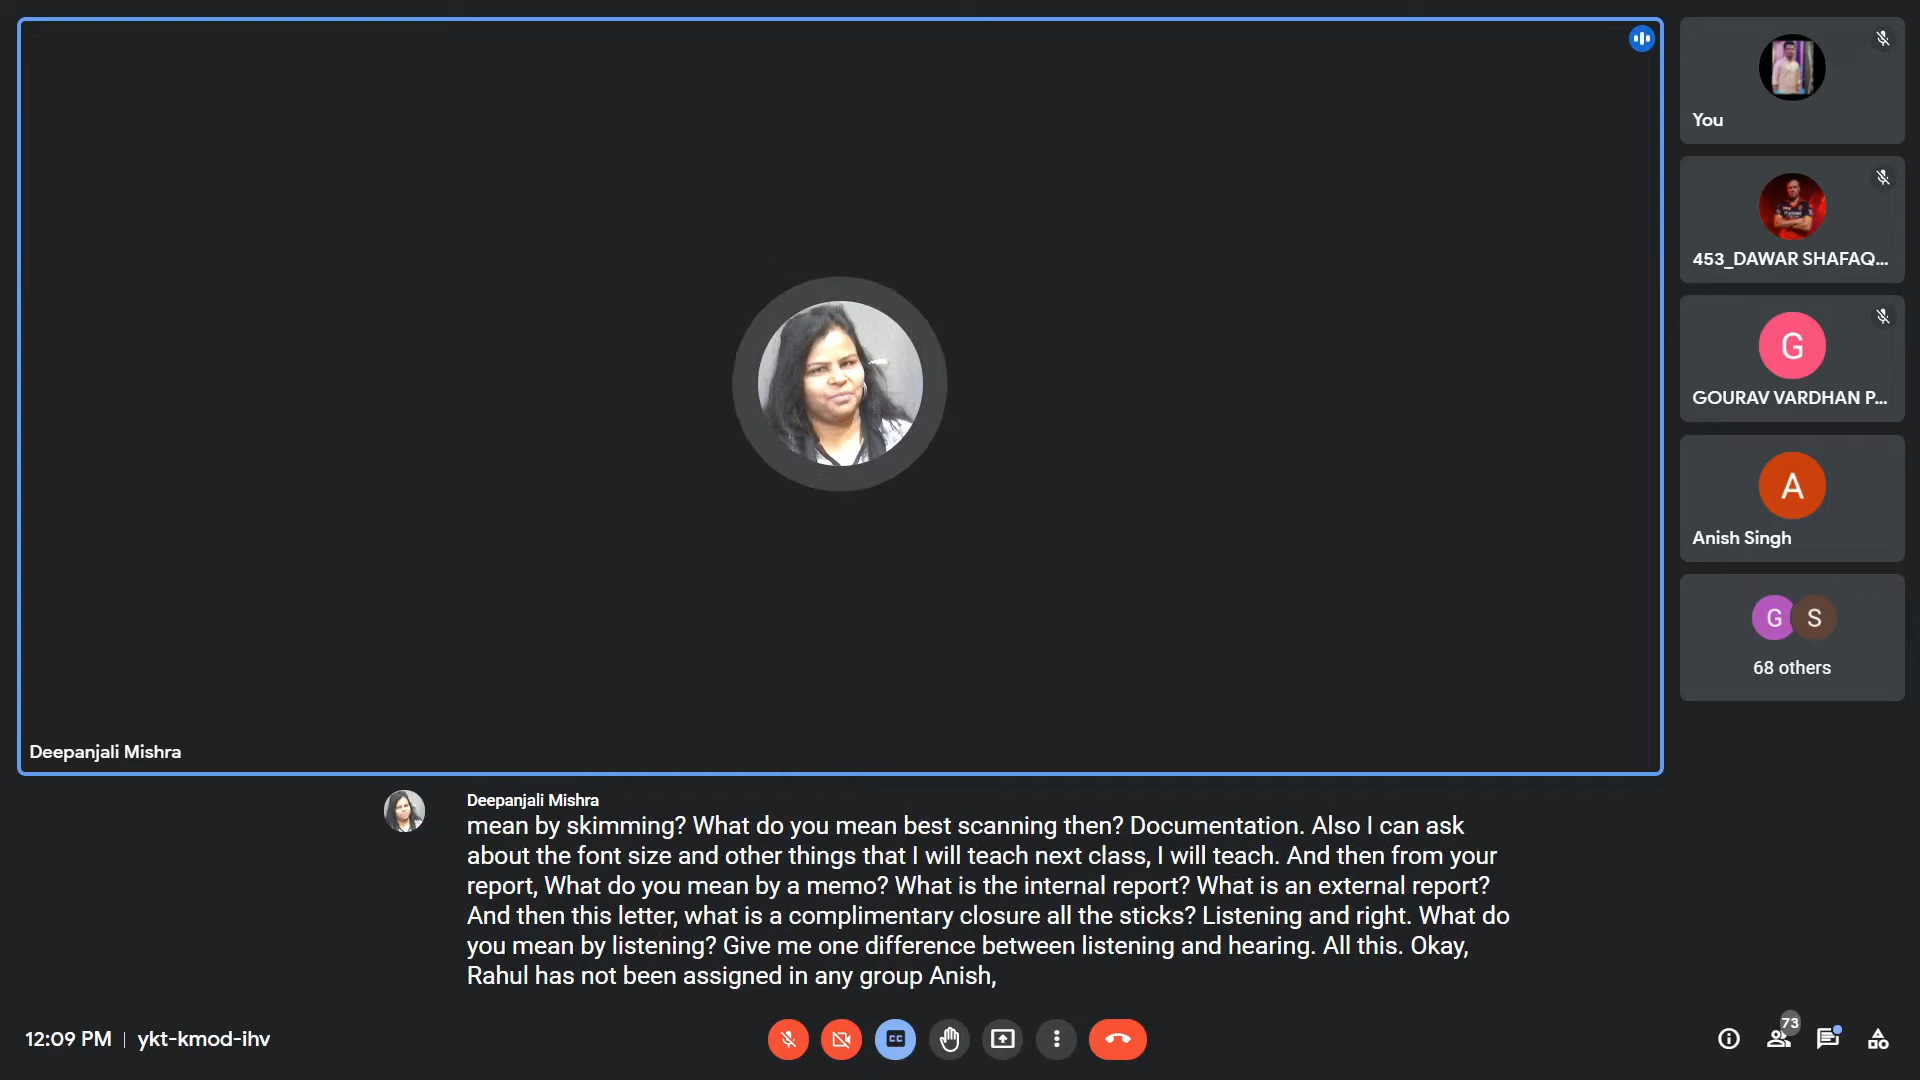 You
453_DAWAR SHAFAQ...
G
GOURAV VARDHAN P...
A
Anish Singh
G S
68 others
Deepanjali Mishra
Deepanjali Mishra
mean by skimming? What do you mean best scanning then? Documentation. Also I can ask
about the font size and other things that I will teach next class, I will teach. And then from your
report, What do you mean by a memo? What is the internal report? What is an external report?
And then this letter, what is a complimentary closure all the sticks? Listening and right. What do
you mean by listening? Give me one difference between listening and hearing. All this. Okay,
Rahul has not been assigned in any group Anish,
12:09 PM | ykt-kmod-ihv
CC
73